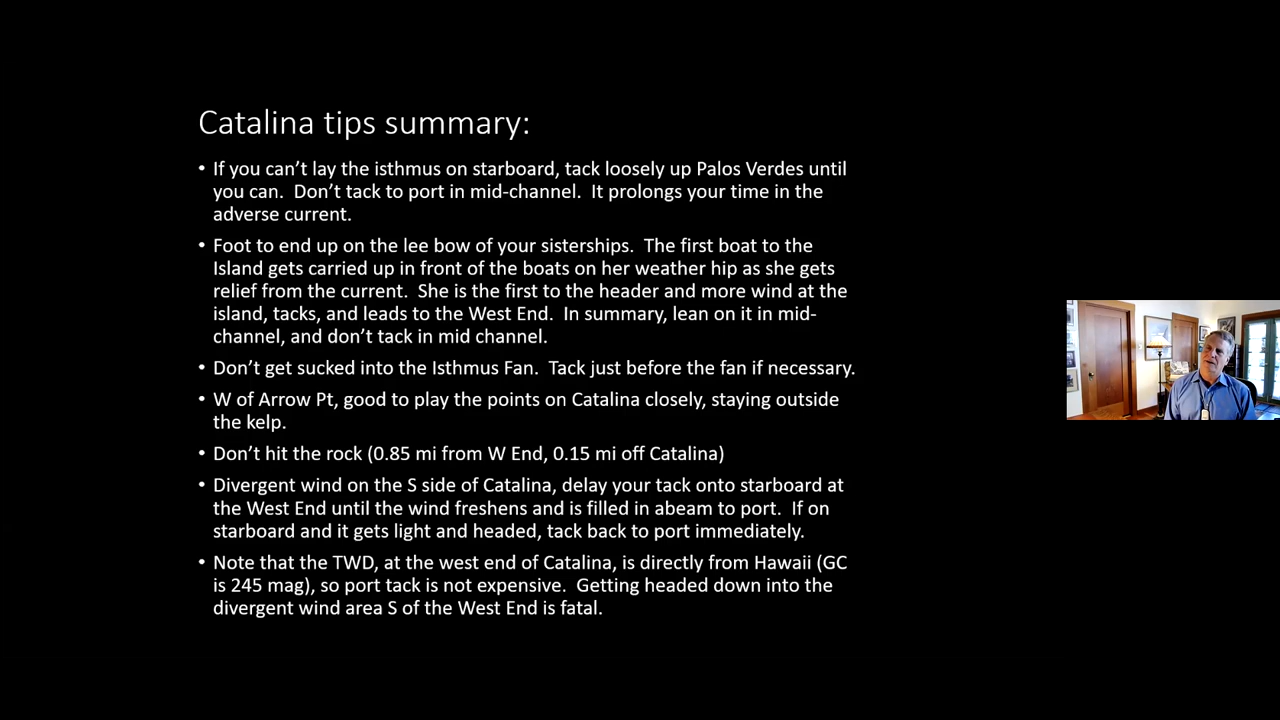 Catalina tips summary:
• If you can't lay the isthmus on starboard, tack loosely up Palos Verdes until
you can.  Don't tack to port in mid-channel.  It prolongs your time in the
adverse current.
• Foot to end up on the lee bow of your sisterships.  The first boat to the
Island gets carried up in front of the boats on her weather hip as she gets
relief from the current.  She is the first to the header and more wind at the
island, tacks, and leads to the West End.  In summary, lean on it in mid-
channel, and don't tack in mid channel.
• Don't get sucked into the Isthmus Fan.  Tack just before the fan if necessary.
• W of Arrow Pt, good to play the points on Catalina closely, staying outside
the kelp.
• Don't hit the rock (0.85 mi from W End, 0.15 mi off Catalina)
• Divergent wind on the S side of Catalina, delay your tack onto starboard at
the West End until the wind freshens and is filled in abeam to port.  If on
starboard and it gets light and headed, tack back to port immediately.
• Note that the TWD, at the west end of Catalina, is directly from Hawaii (GC
is 245 mag), so port tack is not expensive.  Getting headed down into the
divergent wind area S of the West End is fatal.